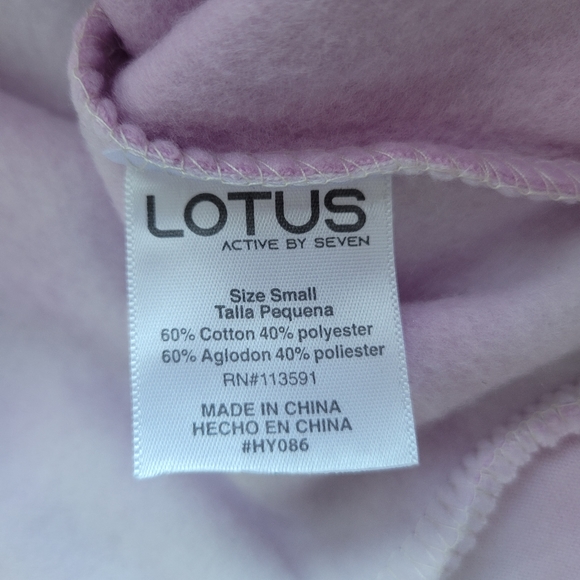 LOTUS
ACTIVE BY SEVEN
Size Small
Talla Pequena
60% Cotton 40% polyester
60% Aglodon 40% poliester
RN#113591
MADE IN CHINA
HECHO EN CHINA
#HY086